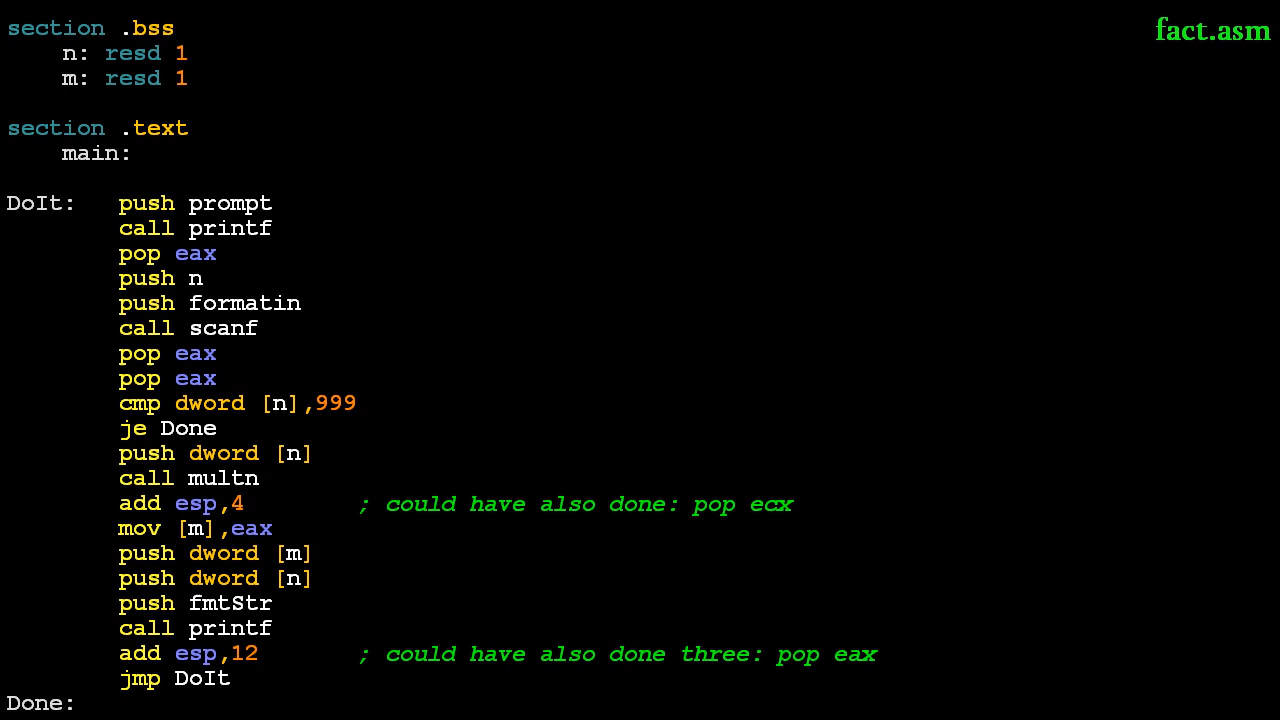 section .bss
fact.asm
    n: resd 1
    m: resd 1
section .text
    main:
DoIt:   push prompt
        call printf
        pop eax
        push n
        push formatin
        call scanf
        pop eax
        pop eax
        cmp dword [n],999
        je Done
        push dword [n]
        call multn
        add esp,4        ; could have also done: pop ecx
        mov [m],eax
        push dword [m]
        push dword [n]
        push fmtStr
        call printf
        add esp,12       ; could have also done three: pop eax
        jmp DoIt
Done: